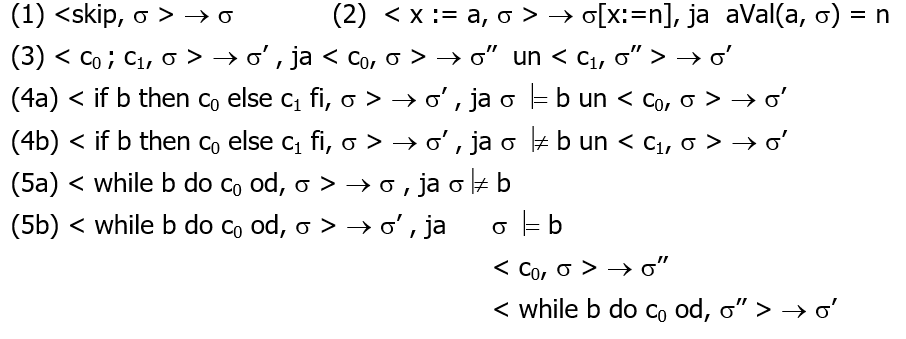 (1) <skip, σ > → σ (2) < x := a, σ > → σ[x:=n], ja aVal(a, σ) = n
(3) < c₀ ; c₁, σ > → σ′ , ja < c₀, σ > → σ″ un < c₁, σ″ > → σ′
(4a) < if b then c₀ else c₁ fi, σ > → σ′ , ja σ ⊨ b un < c₀, σ > → σ′
(4b) < if b then c₀ else c₁ fi, σ > → σ′ , ja σ ⊭ b un < c₁, σ > → σ′
(5a) < while b do c₀ od, σ > → σ , ja σ ⊭ b
(5b) < while b do c₀ od, σ > → σ′ , ja σ ⊨ b
< c₀, σ > → σ″
< while b do c₀ od, σ″ > → σ′